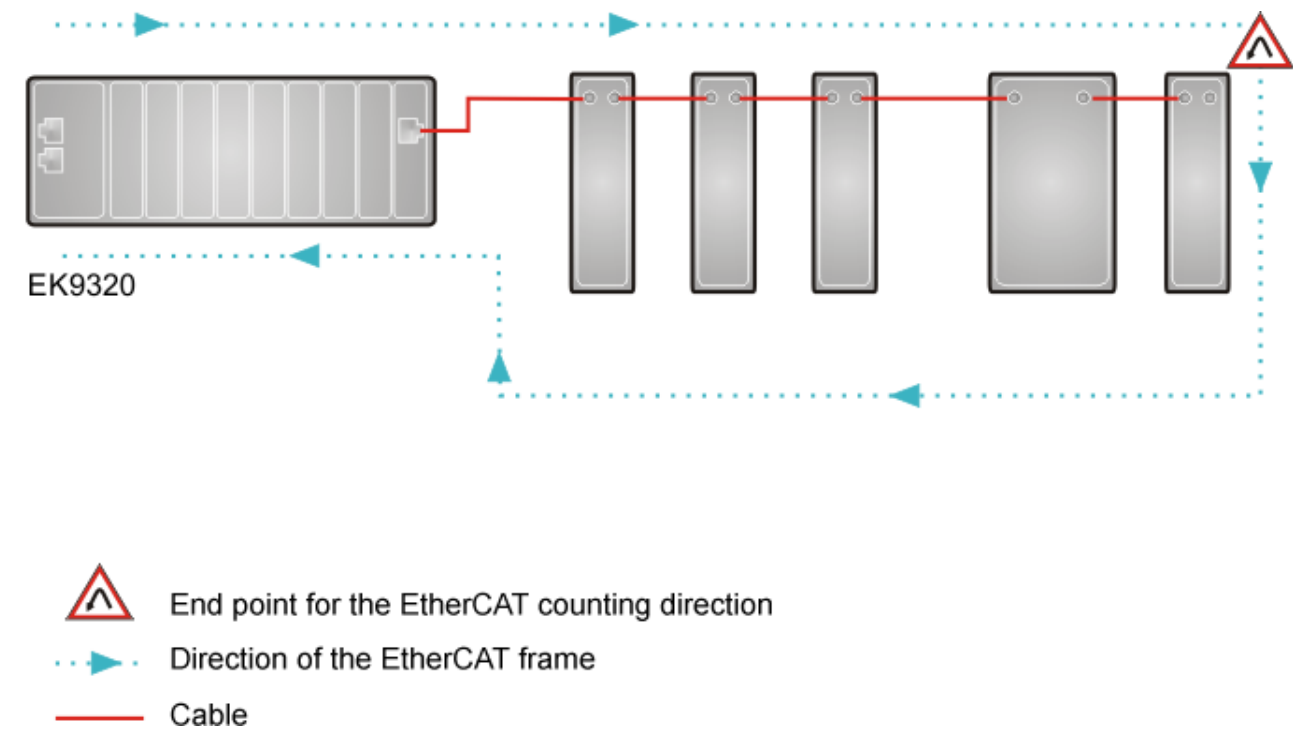 EK9320
End point for the EtherCAT counting direction
Direction of the EtherCAT frame
Cable